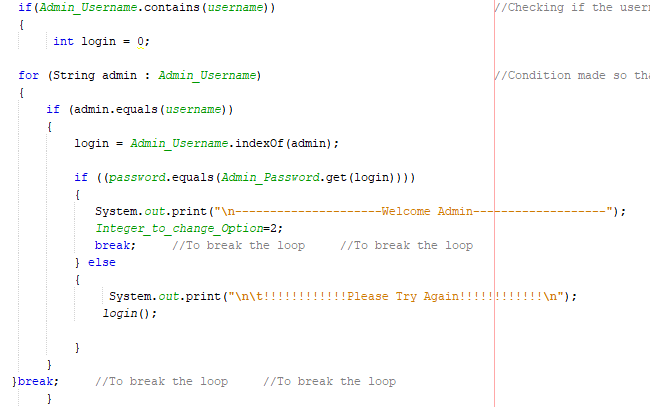 if(Admin_Username.contains(username)) //Checking if the user
{
int login = 0;
for (String admin : Admin_Username) //Condition made so tha
{
if (admin.equals(username))
{
login = Admin_Username.indexOf(admin);
if ((password.equals(Admin_Password.get(login))))
{
System.out.print("\n---------------------Welcome Admin-------------------");
Integer_to_change_Option=2;
break; //To break the loop //To break the loop
} else
{
System.out.print("\n\t!!!!!!!!!!!!Please Try Again!!!!!!!!!!!!\n");
login();
}
}
}break; //To break the loop //To break the loop
}